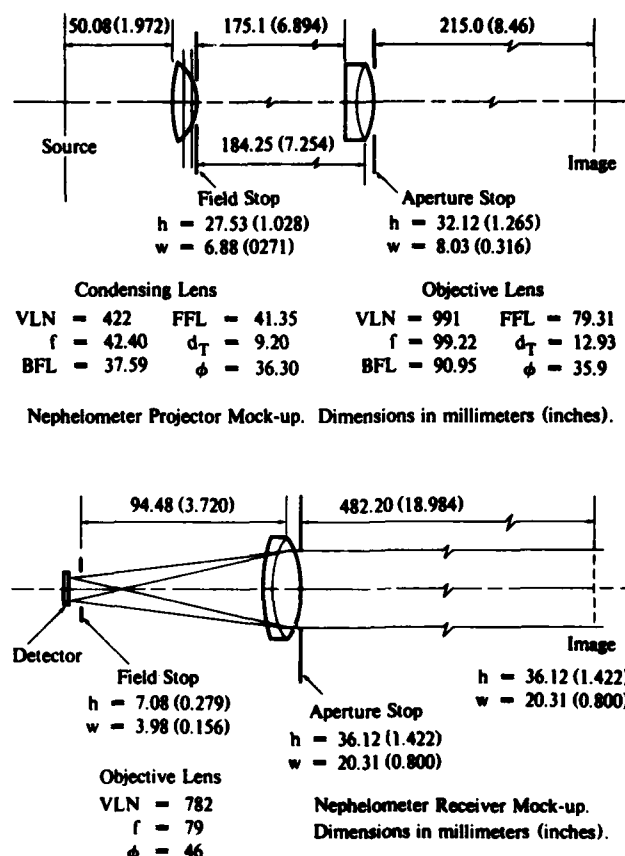 50.08 (1.972) 175.1 (6.894) 215.0 (8.46)
Source 184.25 (7.254) Image
Field Stop Aperture Stop
h = 27.53 (1.028) h = 32.12 (1.265)
w = 6.88 (0271) w = 8.03 (0.316)
Condensing Lens Objective Lens
VLN = 422 FFL = 41.35 VLN = 991 FFL = 79.31
f = 42.40 dT = 9.20 f = 99.22 dT = 12.93
BFL = 37.59 ϕ = 36.30 BFL = 90.95 ϕ = 35.9
Nephelometer Projector Mock-up. Dimensions in millimeters (inches).
94.48 (3.720) 482.20 (18.984)
Detector Image
Field Stop h = 36.12 (1.422)
h = 7.08 (0.279) w = 20.31 (0.800)
w = 3.98 (0.156) Aperture Stop
h = 36.12 (1.422)
w = 20.31 (0.800)
Objective Lens
VLN = 782 Nephelometer Receiver Mock-up.
f = 79 Dimensions in millimeters (inches).
ϕ = 46